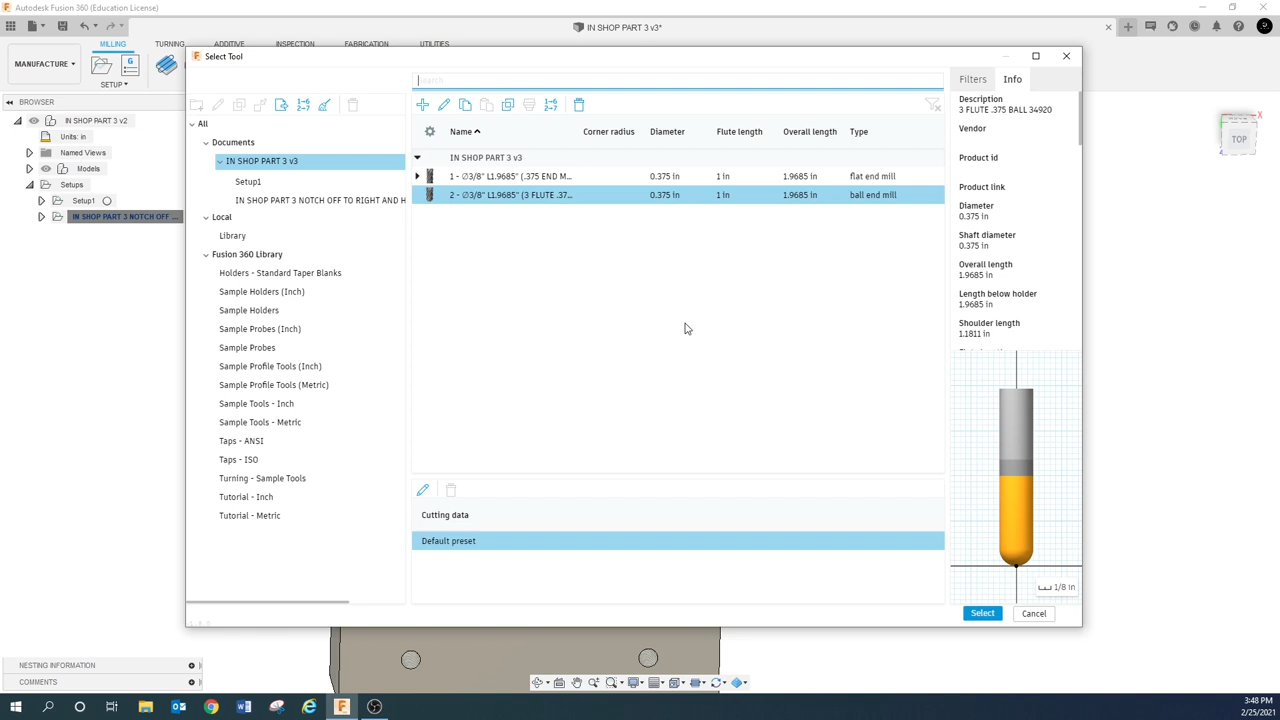 Autodesk Fusion 360 (Education License)
IN SHOP PART 3 v3*
MILLING TURNING ADDITIVE INSPECTION FABRICATION UTILITIES
MANUFACTURE
SETUP
BROWSER
IN SHOP PART 3 v2
Units: in
Named Views
Models
Setups
Setup1
IN SHOP PART 3 NOTCH OFF ...
Select Tool
All
Documents
IN SHOP PART 3 v3
Setup1
IN SHOP PART 3 NOTCH OFF TO RIGHT AND H
Local
Library
Fusion 360 Library
Holders - Standard Taper Blanks
Sample Holders (Inch)
Sample Holders
Sample Probes (Inch)
Sample Probes
Sample Profile Tools (Inch)
Sample Profile Tools (Metric)
Sample Tools - Inch
Sample Tools - Metric
Taps - ANSI
Taps - ISO
Turning - Sample Tools
Tutorial - Inch
Tutorial - Metric
Search
Name Corner radius Diameter Flute length Overall length Type
IN SHOP PART 3 v3
1 - ∅3/8" L1.9685" (.375 END M... 0.375 in 1 in 1.9685 in flat end mill
2 - ∅3/8" L1.9685" (3 FLUTE .37... 0.375 in 1 in 1.9685 in ball end mill
Cutting data
Default preset
Filters Info
Description
3 FLUTE .375 BALL 34920
Vendor
Product id
Product link
Diameter
0.375 in
Shaft diameter
0.375 in
Overall length
1.9685 in
Length below holder
1.9685 in
Shoulder length
1.1811 in
1/8 in
Select Cancel
TOP
X
NESTING INFORMATION
COMMENTS
3:48 PM
2/25/2021